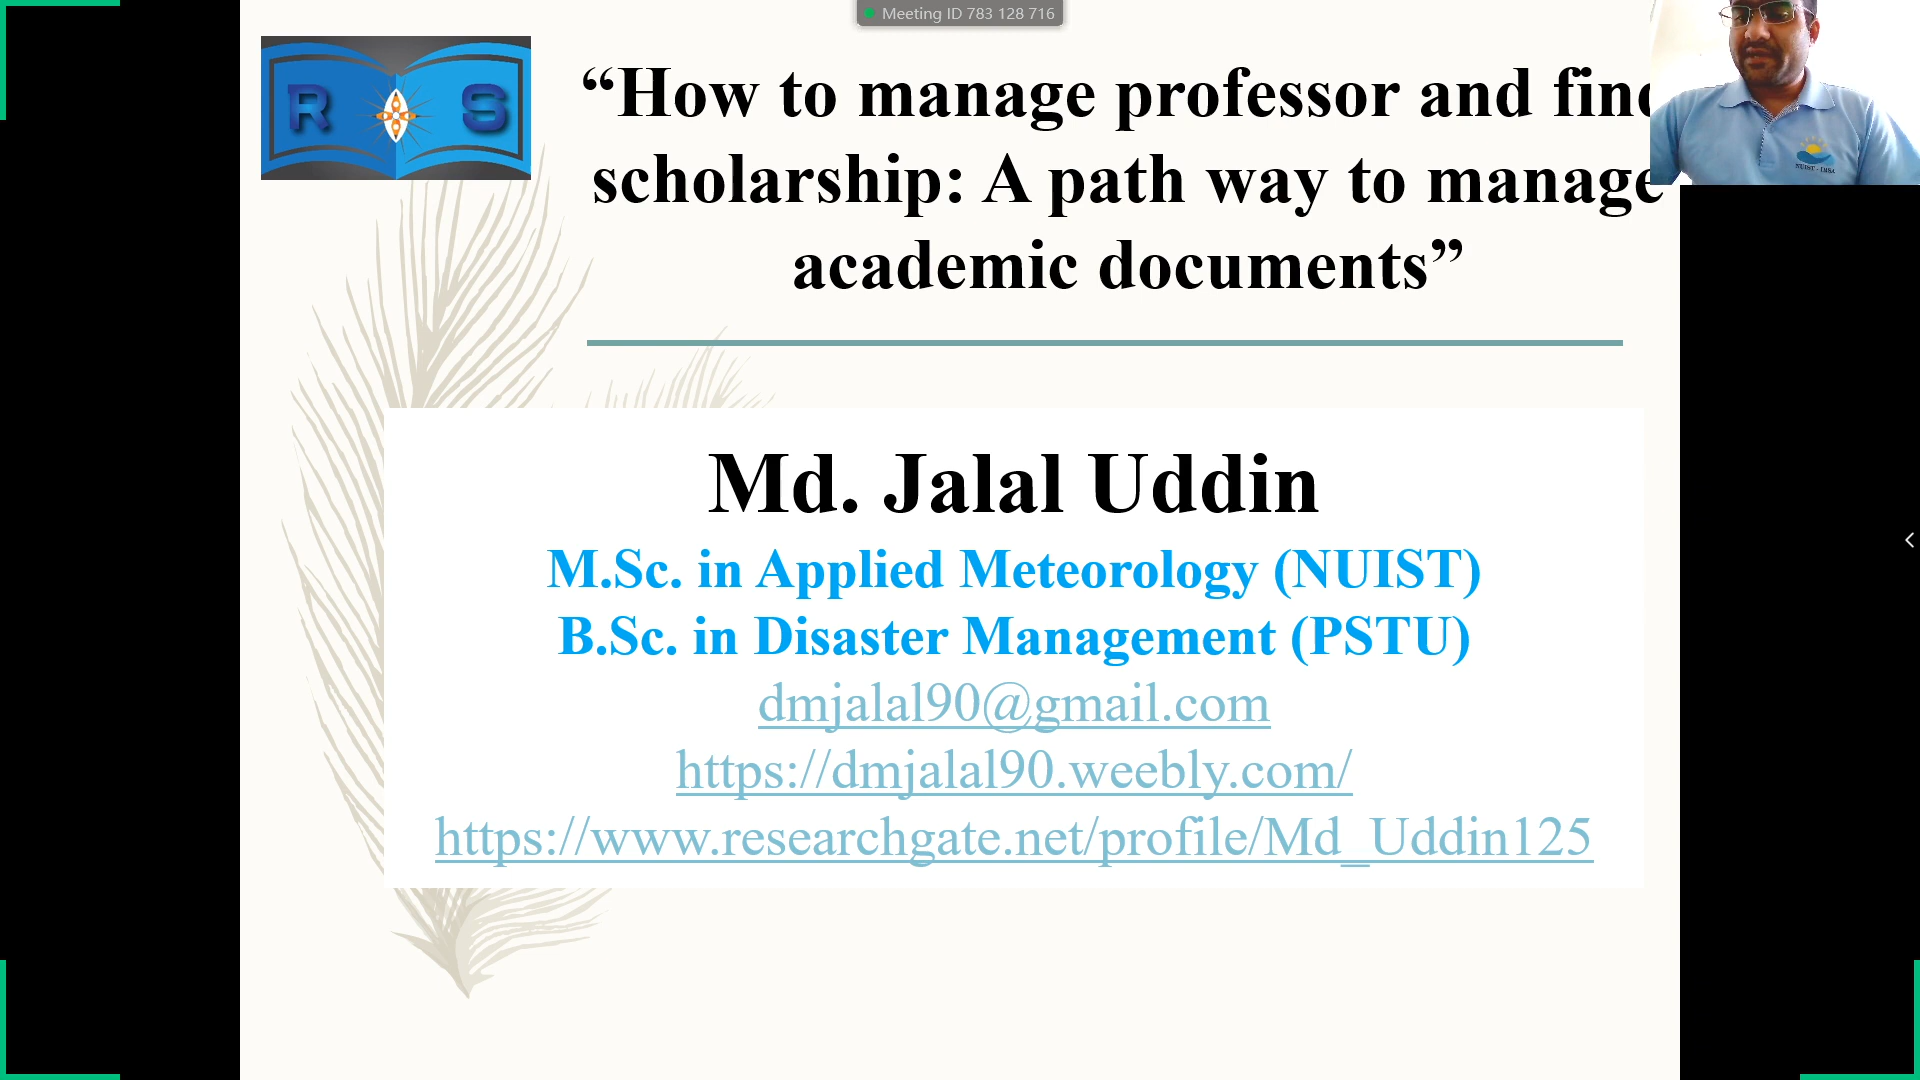 Meeting ID 783 128 716
R S
“How to manage professor and find
scholarship: A path way to manage
academic documents”
NUIST - IRSA
Md. Jalal Uddin
M.Sc. in Applied Meteorology (NUIST)
B.Sc. in Disaster Management (PSTU)
dmjalal90@gmail.com
https://dmjalal90.weebly.com/
https://www.researchgate.net/profile/Md_Uddin125